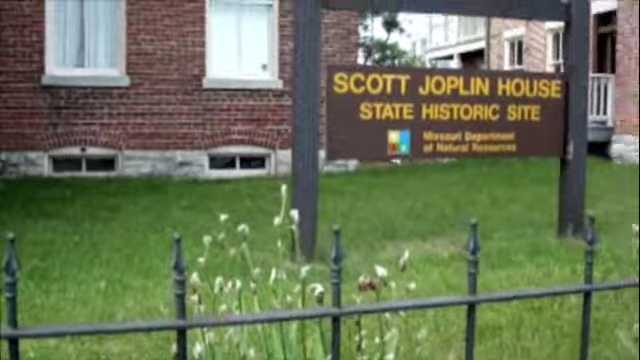 SCOTT JOPLIN HOUSE
STATE HISTORIC SITE
Missouri Department
of Natural Resources